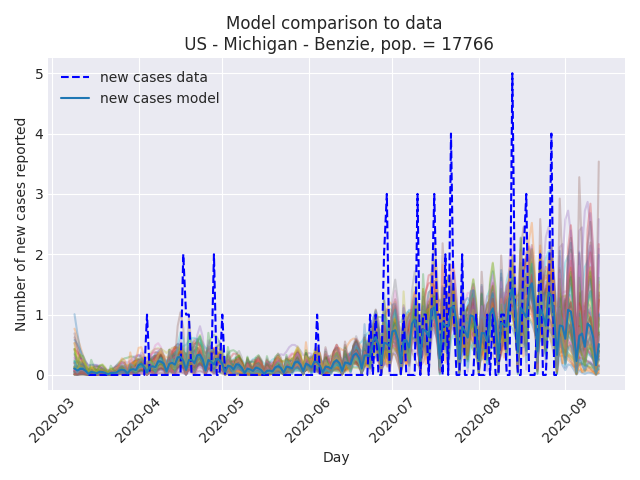 Model comparison to data
US - Michigan - Benzie, pop. = 17766
new cases data
new cases model
Number of new cases reported
5
4
3
2
1
0
2020-03
2020-04
2020-05
2020-06
2020-07
2020-08
2020-09
Day